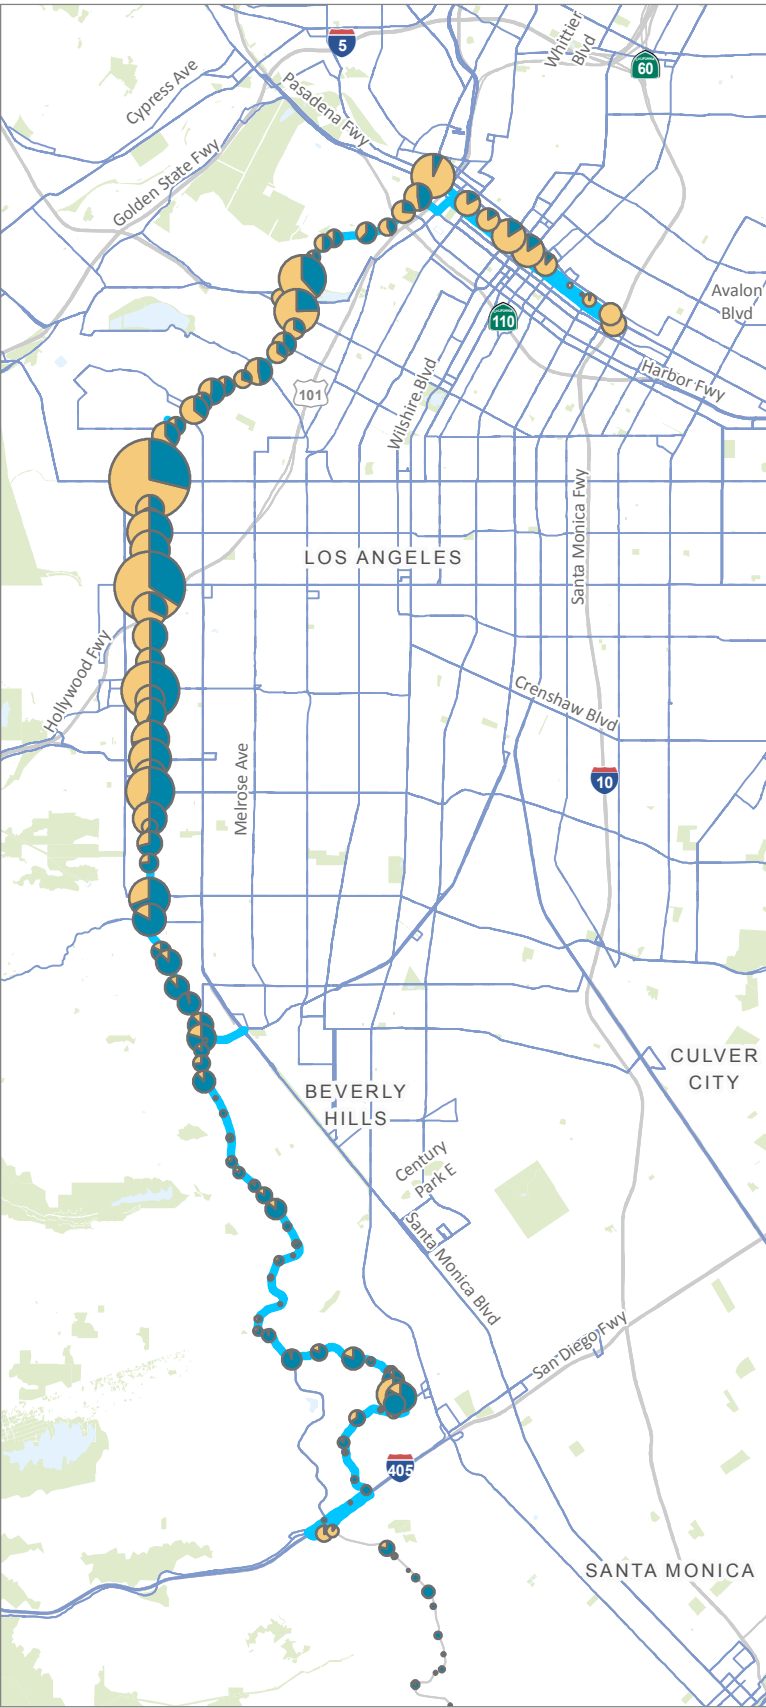 5
Whittier
Blvd
CALIFORNIA
60
Cypress Ave
Pasadena Fwy
Golden State Fwy
Avalon
Blvd
CALIFORNIA
110
Harbor Fwy
101
Wilshire Blvd
Santa Monica Fwy
LOS ANGELES
Hollywood Fwy
Crenshaw Blvd
Melrose Ave
10
CULVER
CITY
BEVERLY
HILLS
Century
Park E
Santa Monica Blvd
San Diego Fwy
405
SANTA MONICA